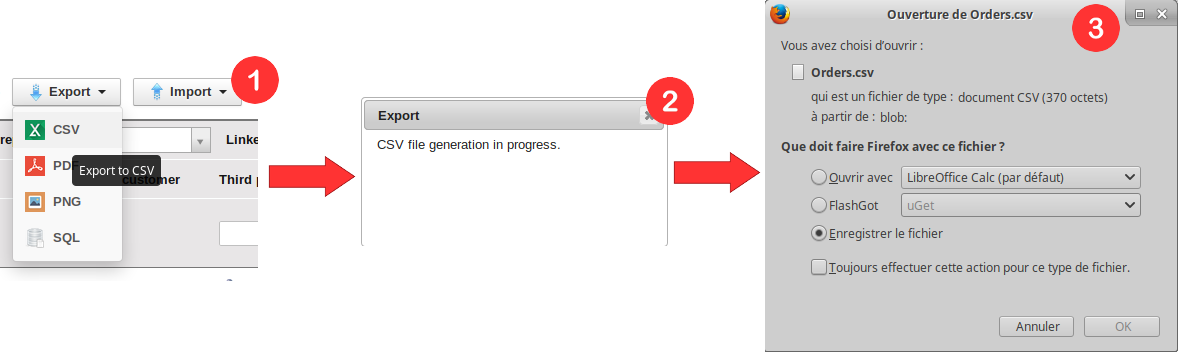 1
Export
Import
CSV
PDF
Export to CSV
PNG
SQL
re
Linke
customer
Third p
2
Export
CSV file generation in progress.
3
Ouverture de Orders.csv
Vous avez choisi d'ouvrir :
Orders.csv
qui est un fichier de type : document CSV (370 octets)
à partir de : blob:
Que doit faire Firefox avec ce fichier ?
Ouvrir avec LibreOffice Calc (par défaut)
FlashGot uGet
Enregistrer le fichier
Toujours effectuer cette action pour ce type de fichier.
Annuler OK